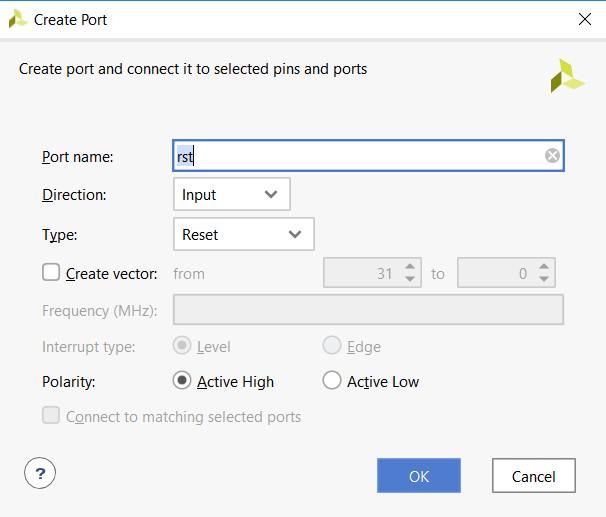 Create Port
Create port and connect it to selected pins and ports
Port name: rst
Direction: Input
Type: Reset
Create vector: from 31 to 0
Frequency (MHz):
Interrupt type: Level Edge
Polarity: Active High Active Low
Connect to matching selected ports
? OK Cancel